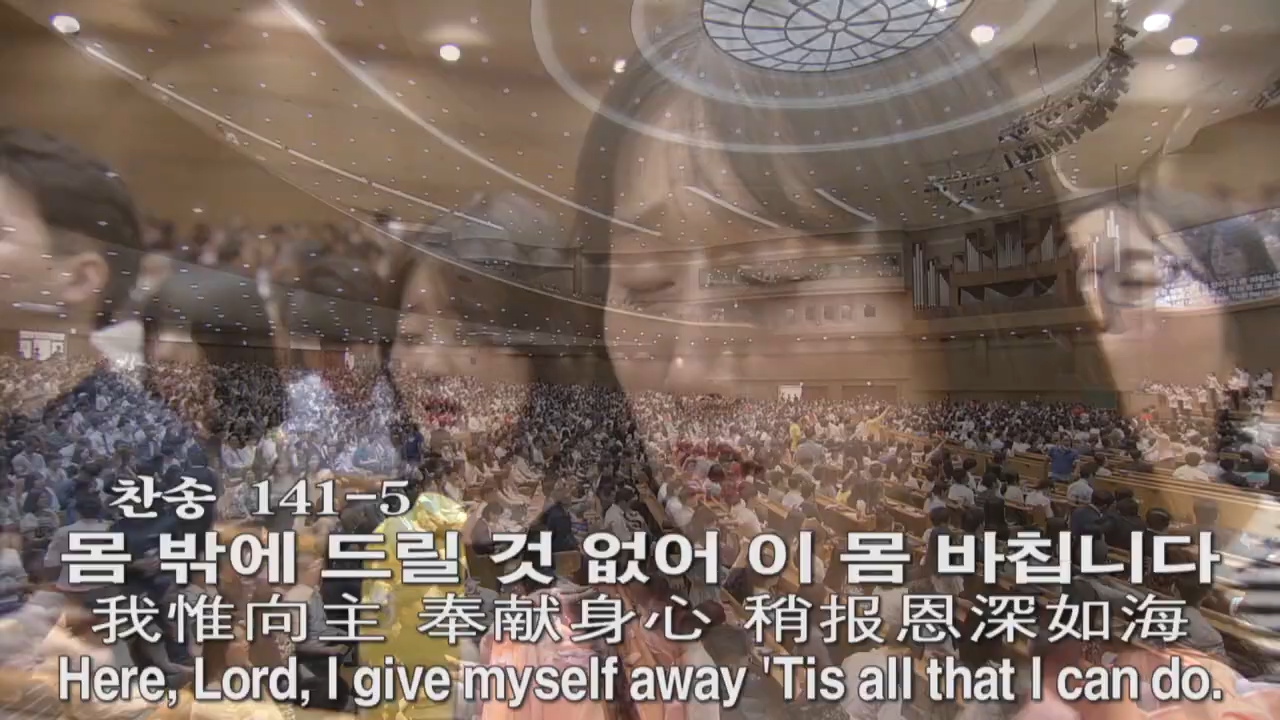 찬송 141-5
몸 밖에 드릴 것 없어 이 몸 바칩니다
我惟向主 奉献身心 稍报恩深如海
Here, Lord, I give myself away 'Tis all that I can do.